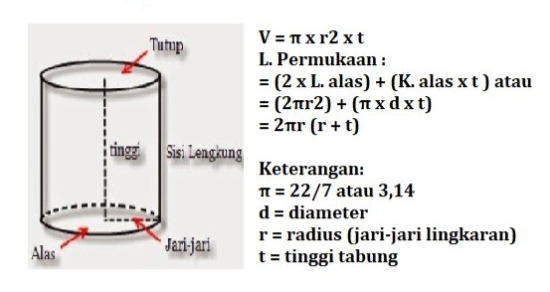 Tutup
tinggi
Sisi Lengkung
Alas
Jari-jari
V = π x r2 x t
L. Permukaan :
= (2 x L. alas) + (K. alas x t ) atau
= (2πr2) + (π x d x t)
= 2πr (r + t)
Keterangan:
π = 22/7 atau 3,14
d = diameter
r = radius (jari-jari lingkaran)
t = tinggi tabung